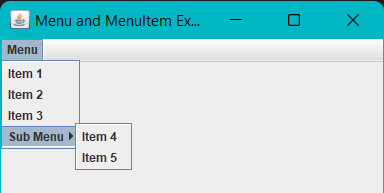 Menu and MenuItem Ex...
Menu
Item 1
Item 2
Item 3
Sub Menu
Item 4
Item 5